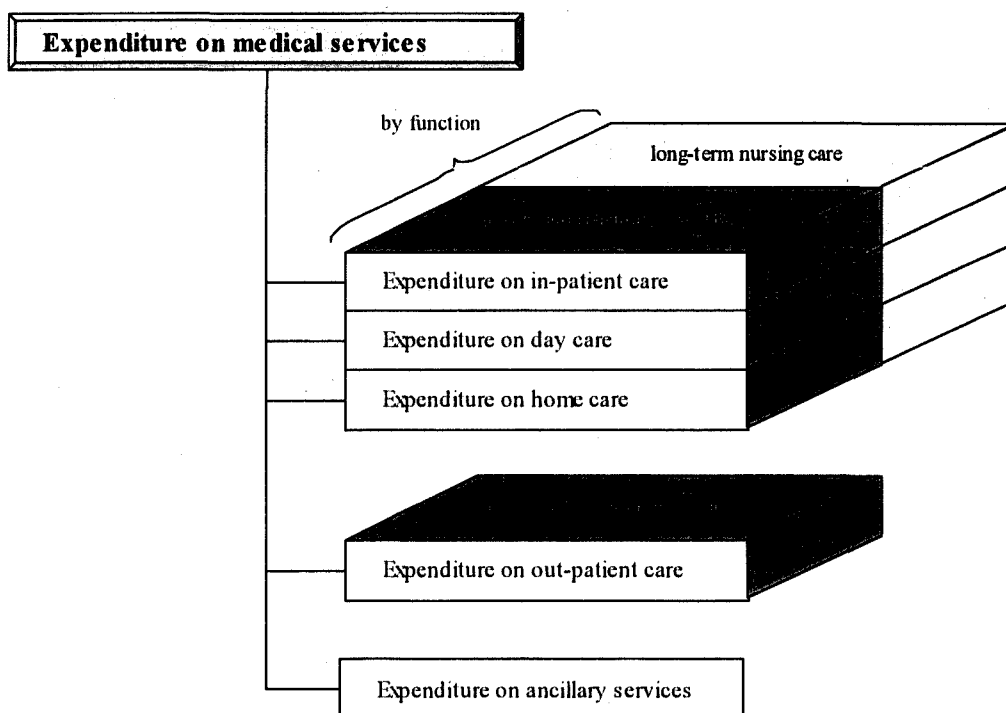 Expenditure on medical services
by function
long-term nursing care
Expenditure on in-patient care
Expenditure on day care
Expenditure on home care
Expenditure on out-patient care
Expenditure on ancillary services